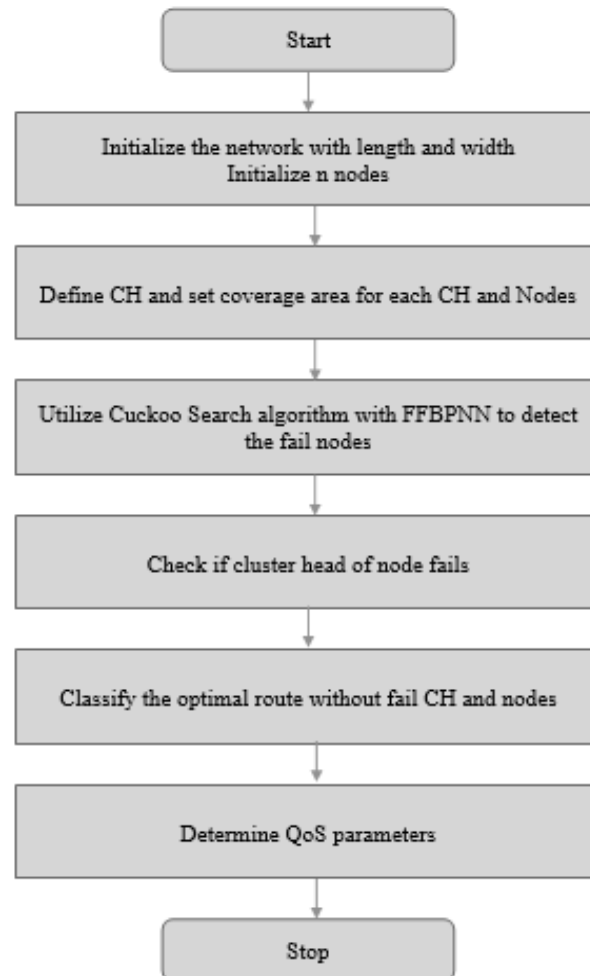 Start
Initialize the network with length and width
Initialize n nodes
Define CH and set coverage area for each CH and Nodes
Utilize Cuckoo Search algorithm with FFBPNN to detect
the fail nodes
Check if cluster head of node fails
Classify the optimal route without fail CH and nodes
Determine QoS parameters
Stop